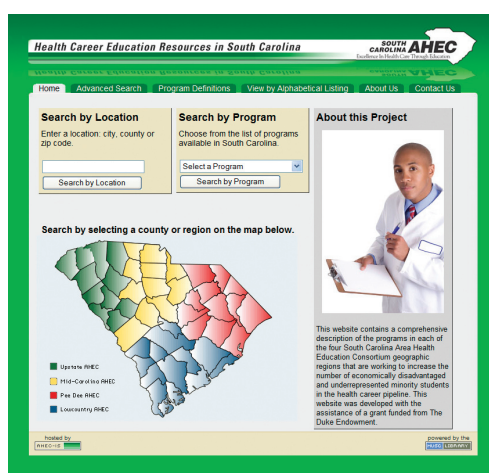 Health Career Education Resources in South Carolina
SOUTH
CAROLINA AHEC
Excellence In Health Care Through Education
Home
Advanced Search
Program Definitions
View by Alphabetical Listing
About Us
Contact Us
Search by Location
Enter a location: city, county or
zip code.
Search by Location
Search by Program
Choose from the list of programs
available in South Carolina.
Select a Program
Search by Program
About this Project
Search by selecting a county or region on the map below.
Upstate AHEC
Mid-Carolina AHEC
Pee Dee AHEC
Lowcountry AHEC
This website contains a comprehensive
description of the programs in each of
the four South Carolina Area Health
Education Consortium geographic
regions that are working to increase the
number of economically disadvantaged
and underrepresented minority students
in the health career pipeline. This
website was developed with the
assistance of a grant funded from The
Duke Endowment.
hosted by
AHEC-IS
powered by the
MUSC LIBRARY